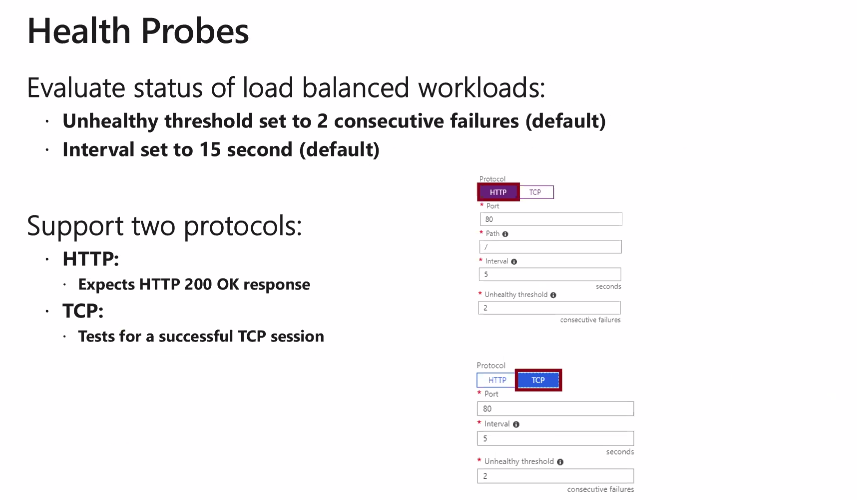 Health Probes
Evaluate status of load balanced workloads:
· Unhealthy threshold set to 2 consecutive failures (default)
· Interval set to 15 second (default)
Support two protocols:
· HTTP:
· Expects HTTP 200 OK response
· TCP:
· Tests for a successful TCP session
Protocol
HTTP TCP
* Port
80
* Path
/
* Interval
5
seconds
* Unhealthy threshold
2
consecutive failures
Protocol
HTTP TCP
* Port
80
* Interval
5
seconds
* Unhealthy threshold
2
consecutive failures